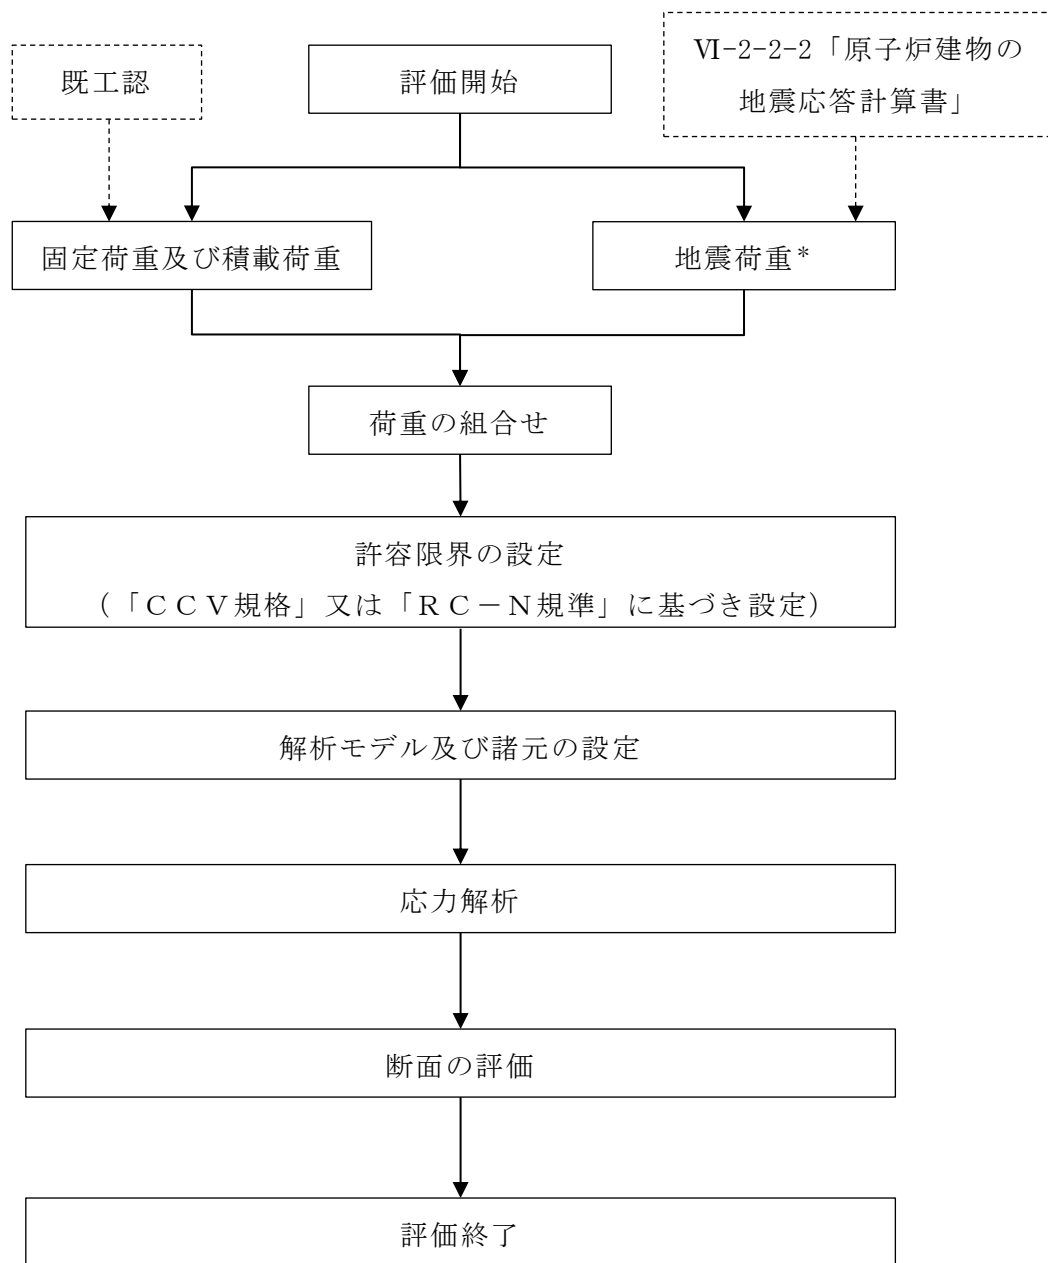 既工認
評価開始
Ⅵ-2-2-2「原子炉建物の
地震応答計算書」
固定荷重及び積載荷重
地震荷重*
荷重の組合せ
許容限界の設定
（「ＣＣＶ規格」又は「ＲＣ－Ｎ規準」に基づき設定）
解析モデル及び諸元の設定
応力解析
断面の評価
評価終了